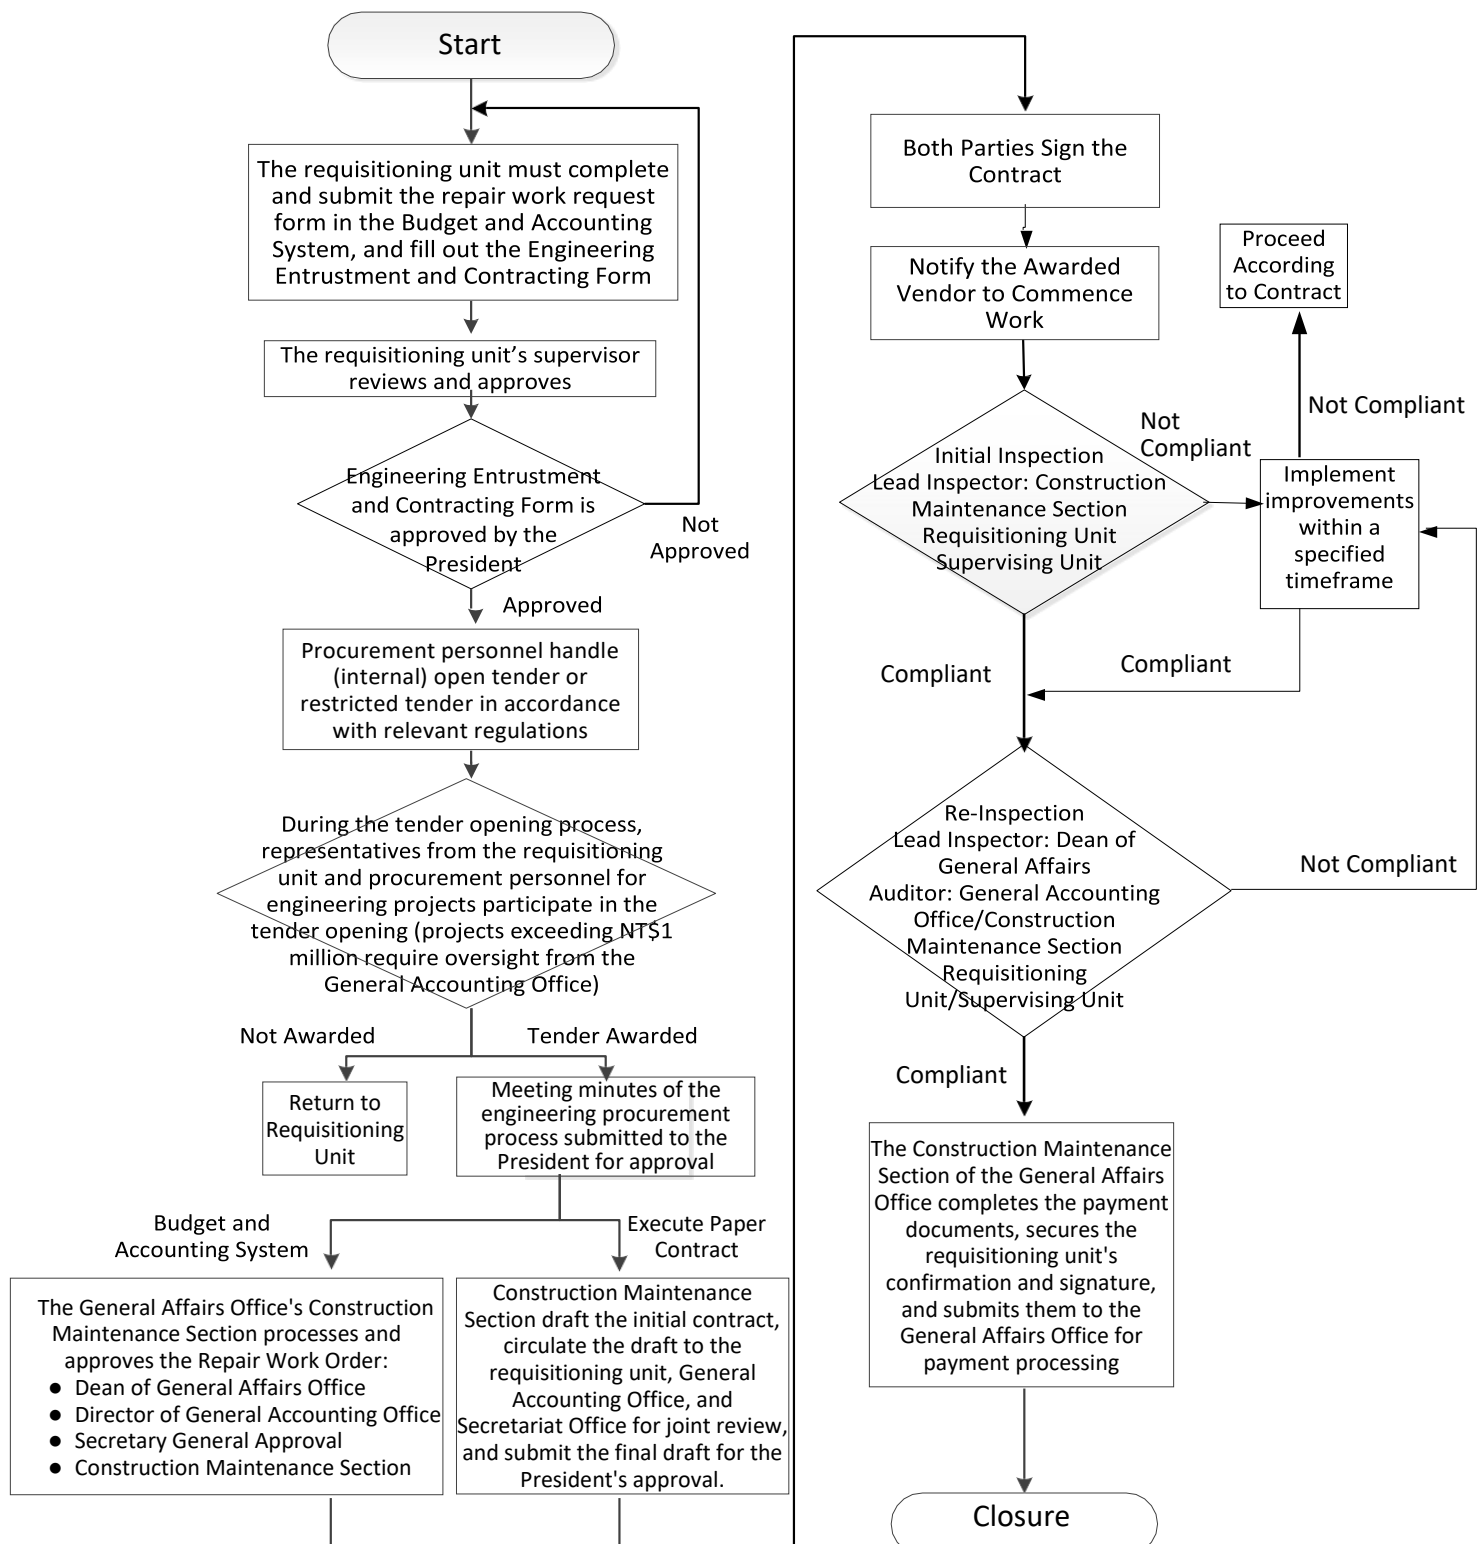 Start
The requisitioning unit must complete
and submit the repair work request
form in the Budget and Accounting
System, and fill out the Engineering
Entrustment and Contracting Form
The requisitioning unit’s supervisor
reviews and approves
Engineering Entrustment
and Contracting Form is
approved by the
President
Not
Approved
Approved
Procurement personnel handle
(internal) open tender or
restricted tender in accordance
with relevant regulations
During the tender opening process,
representatives from the requisitioning
unit and procurement personnel for
engineering projects participate in the
tender opening (projects exceeding NT$1
million require oversight from the
General Accounting Office)
Not Awarded
Tender Awarded
Return to
Requisitioning
Unit
Meeting minutes of the
engineering procurement
process submitted to the
President for approval
Budget and
Accounting System
Execute Paper
Contract
The General Affairs Office's Construction
Maintenance Section processes and
approves the Repair Work Order:
● Dean of General Affairs Office
● Director of General Accounting Office
● Secretary General Approval
● Construction Maintenance Section
Construction Maintenance
Section draft the initial contract,
circulate the draft to the
requisitioning unit, General
Accounting Office, and
Secretariat Office for joint review,
and submit the final draft for the
President's approval.
Both Parties Sign the
Contract
Notify the Awarded
Vendor to Commence
Work
Proceed
According
to Contract
Not Compliant
Not
Compliant
Initial Inspection
Lead Inspector: Construction
Maintenance Section
Requisitioning Unit
Supervising Unit
Implement
improvements
within a
specified
timeframe
Compliant
Compliant
Re-Inspection
Lead Inspector: Dean of
General Affairs
Auditor: General Accounting
Office/Construction
Maintenance Section
Requisitioning
Unit/Supervising Unit
Not Compliant
Compliant
The Construction Maintenance
Section of the General Affairs
Office completes the payment
documents, secures the
requisitioning unit's
confirmation and signature,
and submits them to the
General Affairs Office for
payment processing
Closure